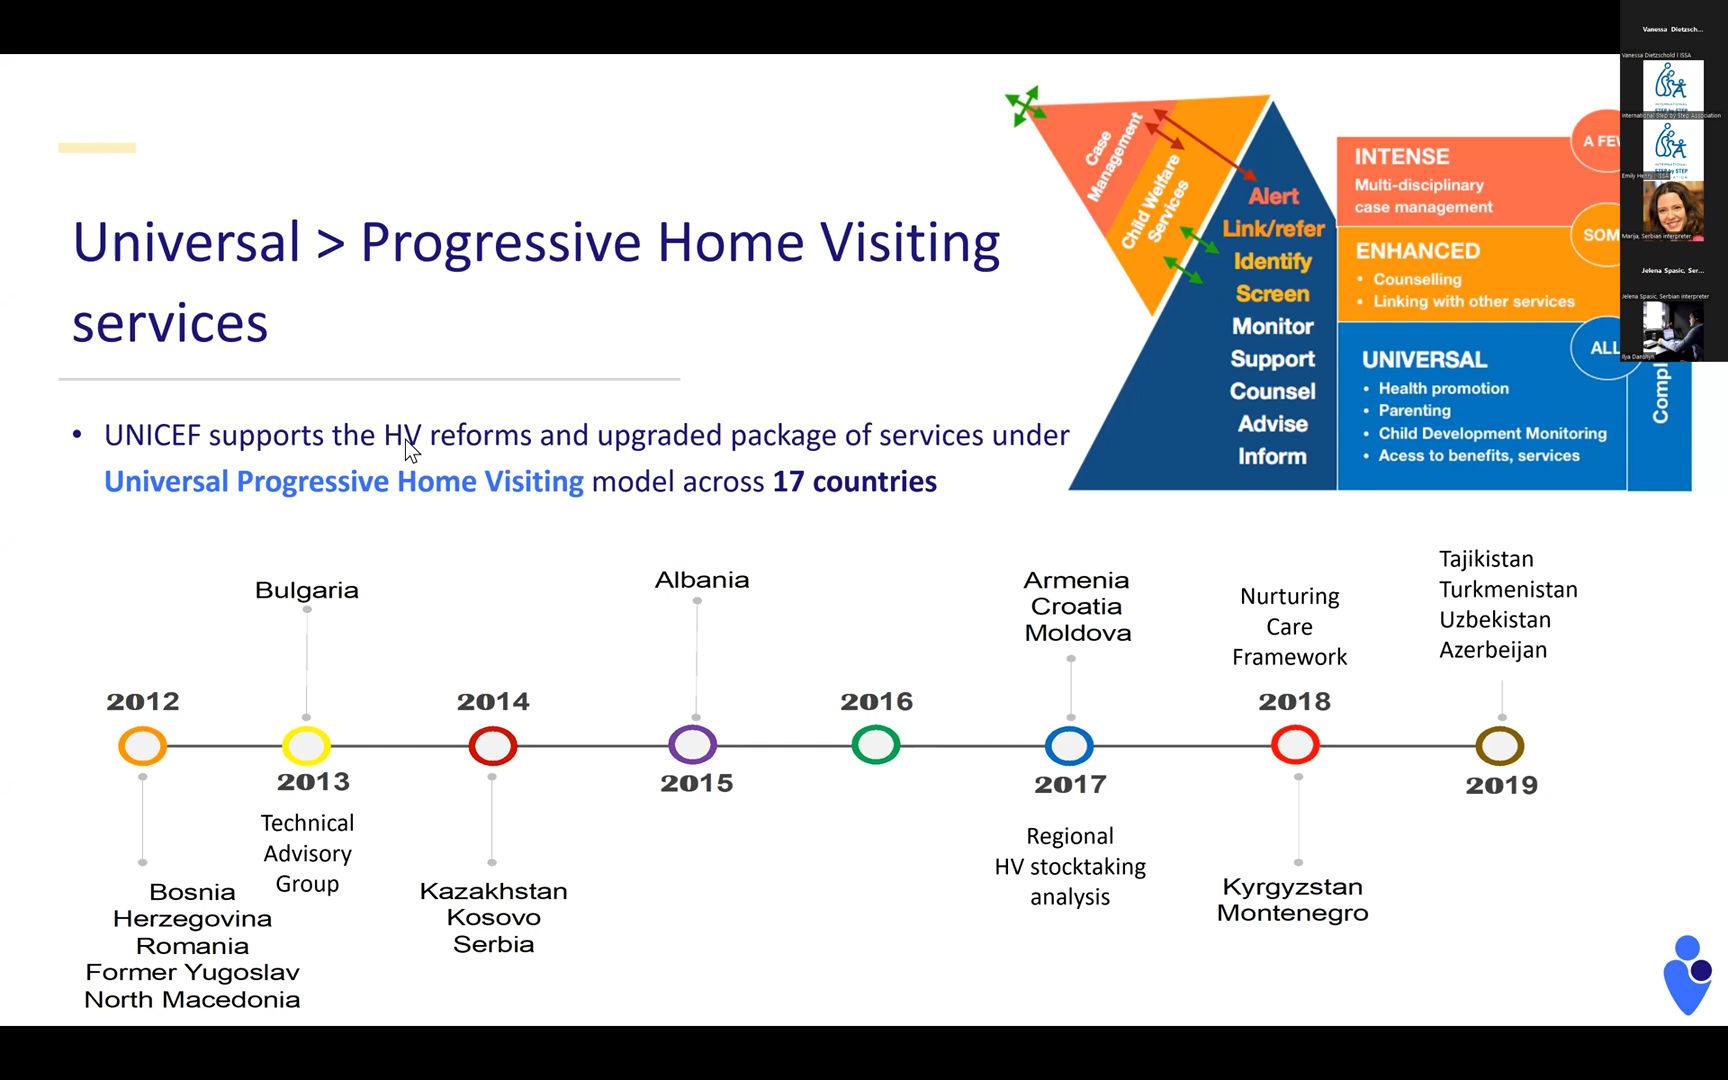 Universal > Progressive Home Visiting
services
• UNICEF supports the HV reforms and upgraded package of services under
Universal Progressive Home Visiting model across 17 countries
Case
Management
Child Welfare
Services
Alert
Link/refer
Identify
Screen
Monitor
Support
Counsel
Advise
Inform
INTENSE
Multi-disciplinary
case management
A FEW
ENHANCED
• Counselling
• Linking with other services
SOM
UNIVERSAL
• Health promotion
• Parenting
• Child Development Monitoring
• Acess to benefits, services
ALL
Compl
Bulgaria
Albania
Armenia
Croatia
Moldova
Nurturing
Care
Framework
Tajikistan
Turkmenistan
Uzbekistan
Azerbeijan
2012
2013
2014
2015
2016
2017
2018
2019
Technical
Advisory
Group
Regional
HV stocktaking
analysis
Bosnia
Herzegovina
Romania
Former Yugoslav
North Macedonia
Kazakhstan
Kosovo
Serbia
Kyrgyzstan
Montenegro
Vanessa Dietzsch...
Vanessa Dietzschold | ISSA
International Step by Step Association
Emily Henry | ISSA
Marija, Serbian interpreter
Jelena Spasic, Ser...
Jelena Spasic, Serbian interpreter
Ilya Danshyn